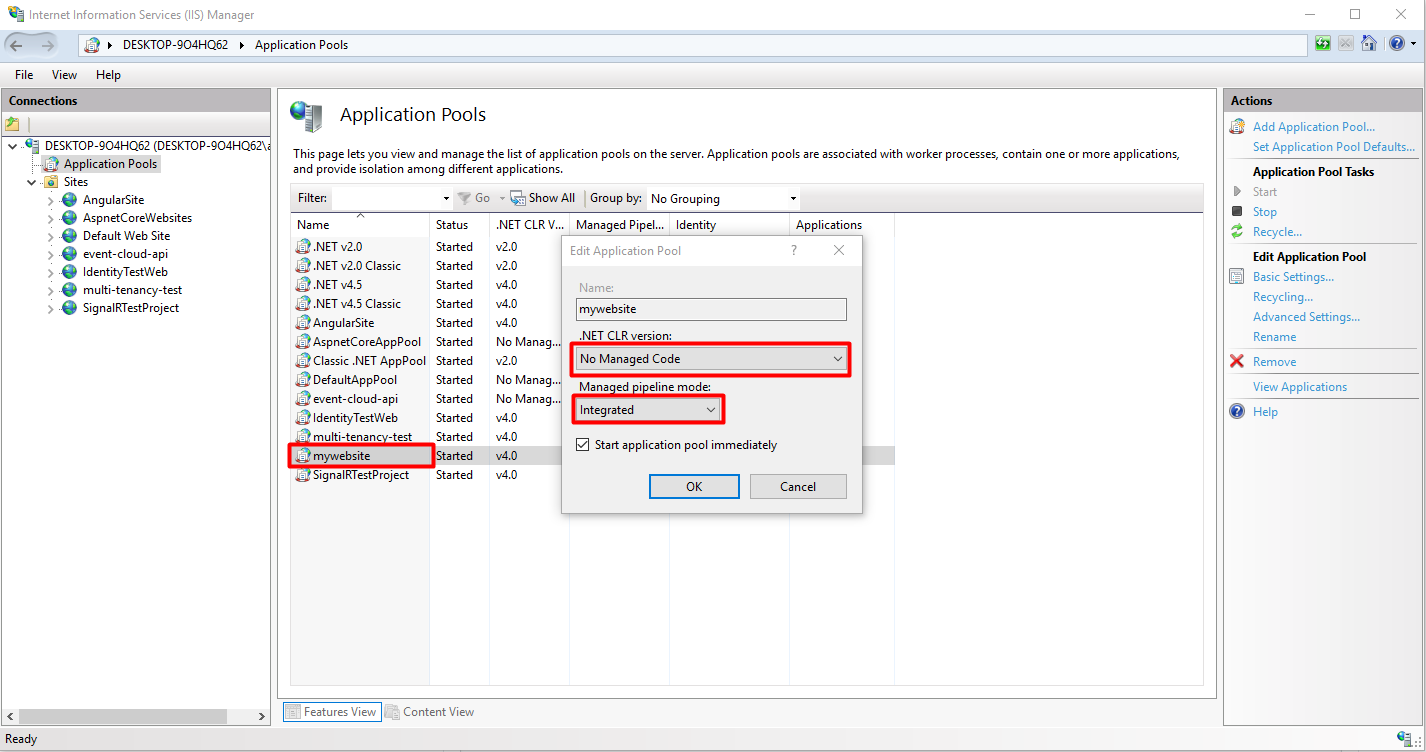 Internet Information Services (IIS) Manager
DESKTOP-9O4HQ62 Application Pools
File View Help
Connections
DESKTOP-9O4HQ62 (DESKTOP-9O4HQ62\a
Application Pools
Sites
AngularSite
AspnetCoreWebsites
Default Web Site
event-cloud-api
IdentityTestWeb
multi-tenancy-test
SignalRTestProject
Application Pools
This page lets you view and manage the list of application pools on the server. Application pools are associated with worker processes, contain one or more applications,
and provide isolation among different applications.
Filter: Go Show All Group by: No Grouping
Name Status .NET CLR V... Managed Pipel... Identity Applications
.NET v2.0 Started v2.0
.NET v2.0 Classic Started v2.0
.NET v4.5 Started v4.0
.NET v4.5 Classic Started v4.0
AngularSite Started v4.0
AspnetCoreAppPool Started No Manag...
Classic .NET AppPool Started v2.0
DefaultAppPool Started No Manag...
event-cloud-api Started No Manag...
IdentityTestWeb Started v4.0
multi-tenancy-test Started v4.0
mywebsite Started v4.0
SignalRTestProject Started v4.0
Edit Application Pool ?
Name:
mywebsite
.NET CLR version:
No Managed Code
Managed pipeline mode:
Integrated
Start application pool immediately
OK Cancel
Features View Content View
Actions
Add Application Pool...
Set Application Pool Defaults...
Application Pool Tasks
Start
Stop
Recycle...
Edit Application Pool
Basic Settings...
Recycling...
Advanced Settings...
Rename
Remove
View Applications
Help
Ready